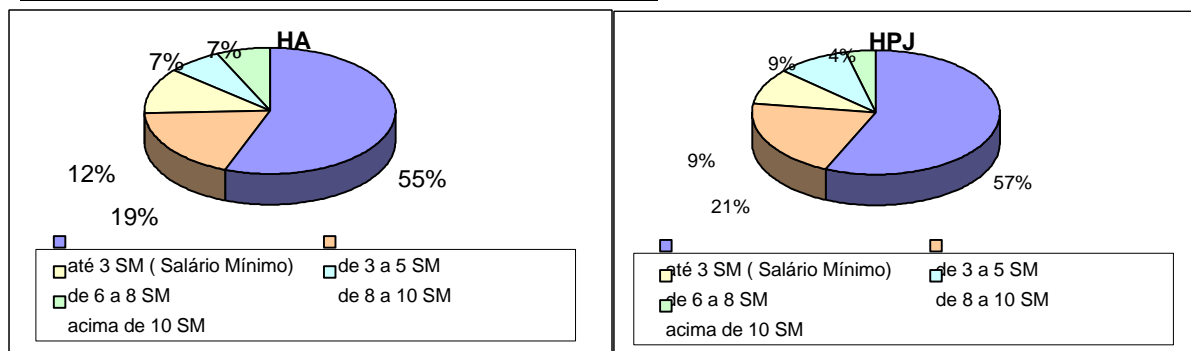 HA
7%
7%
12%
19%
55%
até 3 SM ( Salário Mínimo)
de 3 a 5 SM
de 6 a 8 SM
de 8 a 10 SM
acima de 10 SM
HPJ
4%
9%
9%
21%
57%
até 3 SM ( Salário Mínimo)
de 3 a 5 SM
de 6 a 8 SM
de 8 a 10 SM
acima de 10 SM